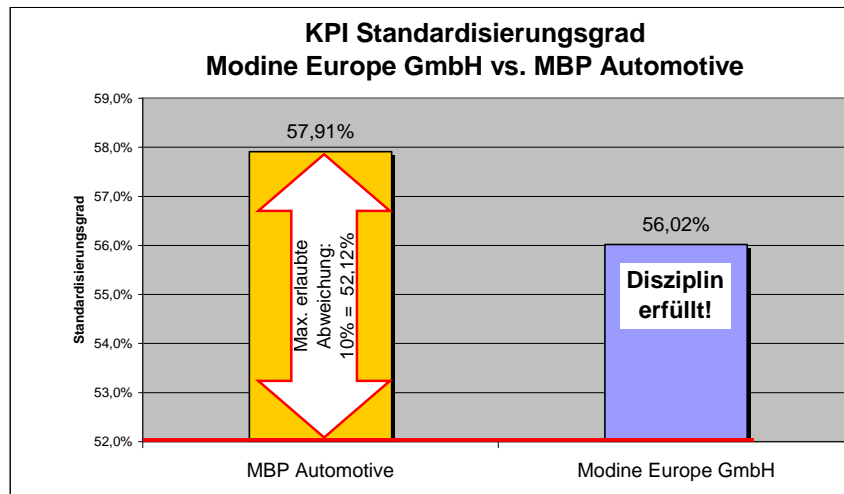 KPI Standardisierungsgrad
Modine Europe GmbH vs. MBP Automotive
Standardisierungsgrad
59,0%
58,0%
57,0%
56,0%
55,0%
54,0%
53,0%
52,0%
57,91%
Max. erlaubte
Abweichung:
10% = 52,12%
56,02%
Disziplin
erfüllt!
MBP Automotive
Modine Europe GmbH